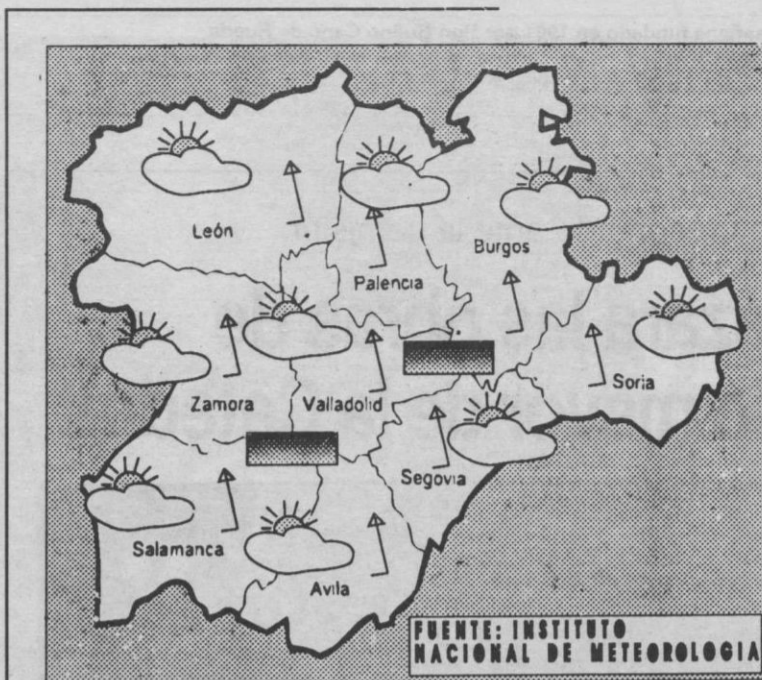 León
Burgos
Palencia
Zamora
Valladolid
Soria
Segovia
Salamanca
Avila
FUENTE: INSTITUTO
NACIONAL DE METEOROLOGIA